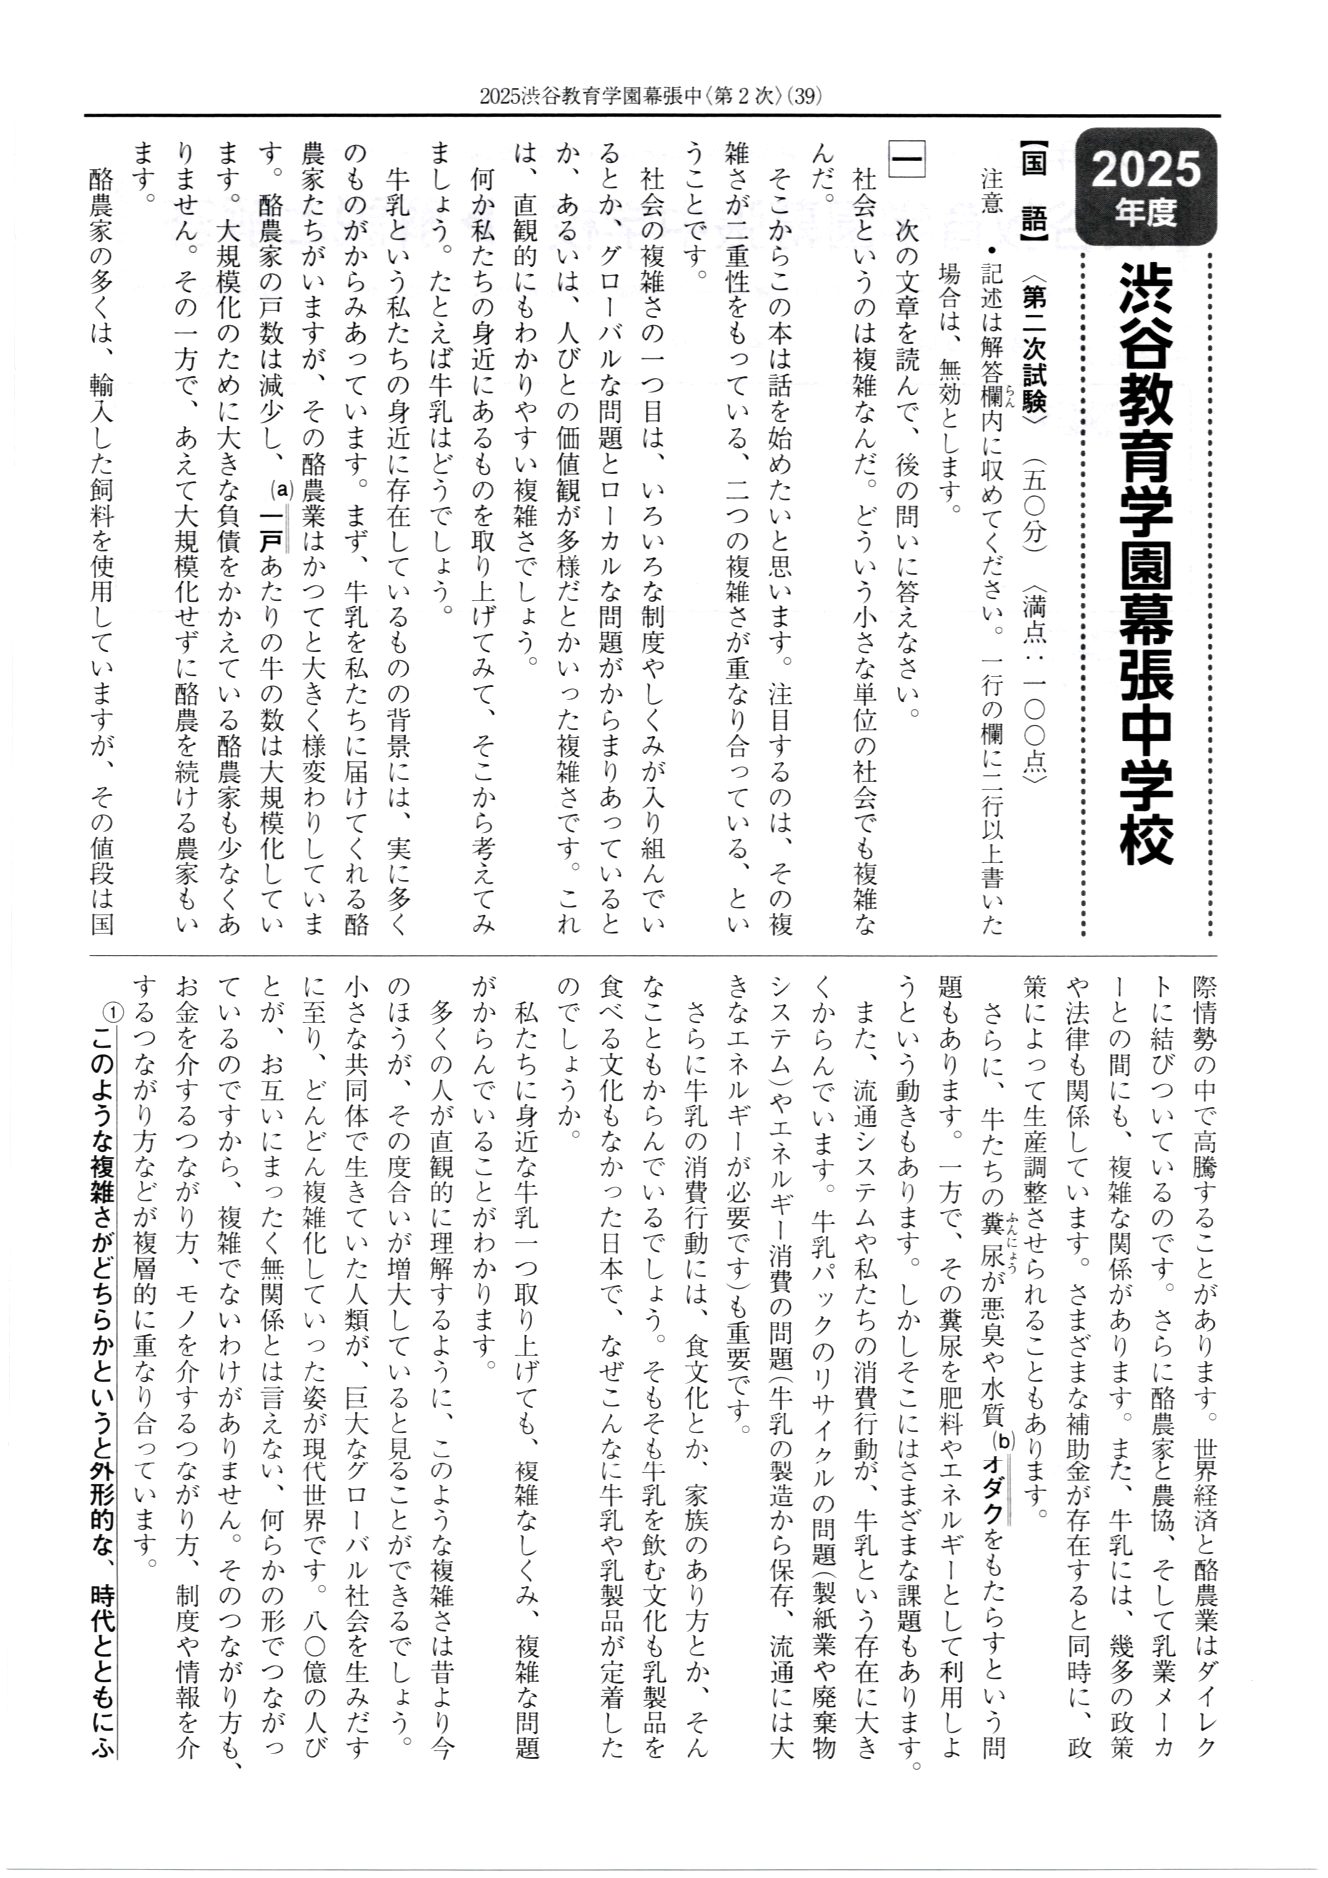 2025渋谷教育学園幕張中〈第2次〉(39)
2025
年度
渋谷教育学園幕張中学校
【国　語】〈第二次試験〉（五〇分）〈満点：一〇〇点〉
注意　・記述は解答欄内に収めてください。一行の欄に二行以上書いた
らん
場合は、無効とします。
一　次の文章を読んで、後の問いに答えなさい。
社会というのは複雑なんだ。どういう小さな単位の社会でも複雑な
んだ。
そこからこの本は話を始めたいと思います。注目するのは、その複
雑さが二重性をもっている、二つの複雑さが重なり合っている、とい
うことです。
社会の複雑さの一つ目は、いろいろな制度やしくみが入り組んでい
るとか、グローバルな問題とローカルな問題がからまりあっていると
か、あるいは、人びとの価値観が多様だとかいった複雑さです。これ
は、直観的にもわかりやすい複雑さでしょう。
何か私たちの身近にあるものを取り上げてみて、そこから考えてみ
ましょう。たとえば牛乳はどうでしょう。
牛乳という私たちの身近に存在しているものの背景には、実に多く
のものがからみあっています。まず、牛乳を私たちに届けてくれる酪
農家たちがいますが、その酪農業はかつてと大きく様変わりしていま
す。酪農家の戸数は減少し、(a)一戸あたりの牛の数は大規模化してい
ます。大規模化のために大きな負債をかかえている酪農家も少なくあ
りません。その一方で、あえて大規模化せずに酪農を続ける農家もい
ます。
酪農家の多くは、輸入した飼料を使用していますが、その値段は国
際情勢の中で高騰することがあります。世界経済と酪農業はダイレク
トに結びついているのです。さらに酪農家と農協、そして乳業メーカ
ーとの間にも、複雑な関係があります。また、牛乳には、幾多の政策
や法律も関係しています。さまざまな補助金が存在すると同時に、政
策によって生産調整させられることもあります。
さらに、牛たちの糞尿が悪臭や水質(b)オダクをもたらすという問
ふんにょう
題もあります。一方で、その糞尿を肥料やエネルギーとして利用しよ
うという動きもあります。しかしそこにはさまざまな課題もあります。
また、流通システムや私たちの消費行動が、牛乳という存在に大き
くからんでいます。牛乳パックのリサイクルの問題（製紙業や廃棄物
システム）やエネルギー消費の問題（牛乳の製造から保存、流通には大
きなエネルギーが必要です）も重要です。
さらに牛乳の消費行動には、食文化とか、家族のあり方とか、そん
なこともからんでいるでしょう。そもそも牛乳を飲む文化も乳製品を
食べる文化もなかった日本で、なぜこんなに牛乳や乳製品が定着した
のでしょうか。
私たちに身近な牛乳一つ取り上げても、複雑なしくみ、複雑な問題
がからんでいることがわかります。
多くの人が直観的に理解するように、このような複雑さは昔より今
のほうが、その度合いが増大していると見ることができるでしょう。
小さな共同体で生きていた人類が、巨大なグローバル社会を生みだす
に至り、どんどん複雑化していった姿が現代世界です。八〇億の人び
とが、お互いにまったく無関係とは言えない、何らかの形でつながっ
ているのですから、複雑でないわけがありません。そのつながり方も、
お金を介するつながり方、モノを介するつながり方、制度や情報を介
するつながり方などが複層的に重なり合っています。
①このような複雑さがどちらかというと外形的な、時代とともにふ